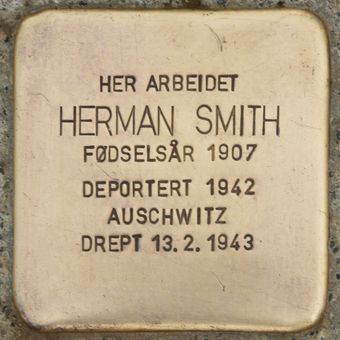 HER ARBEIDET
HERMAN SMITH
FØDSELSÅR 1907
DEPORTERT 1942
AUSCHWITZ
DREPT 13.2.1943